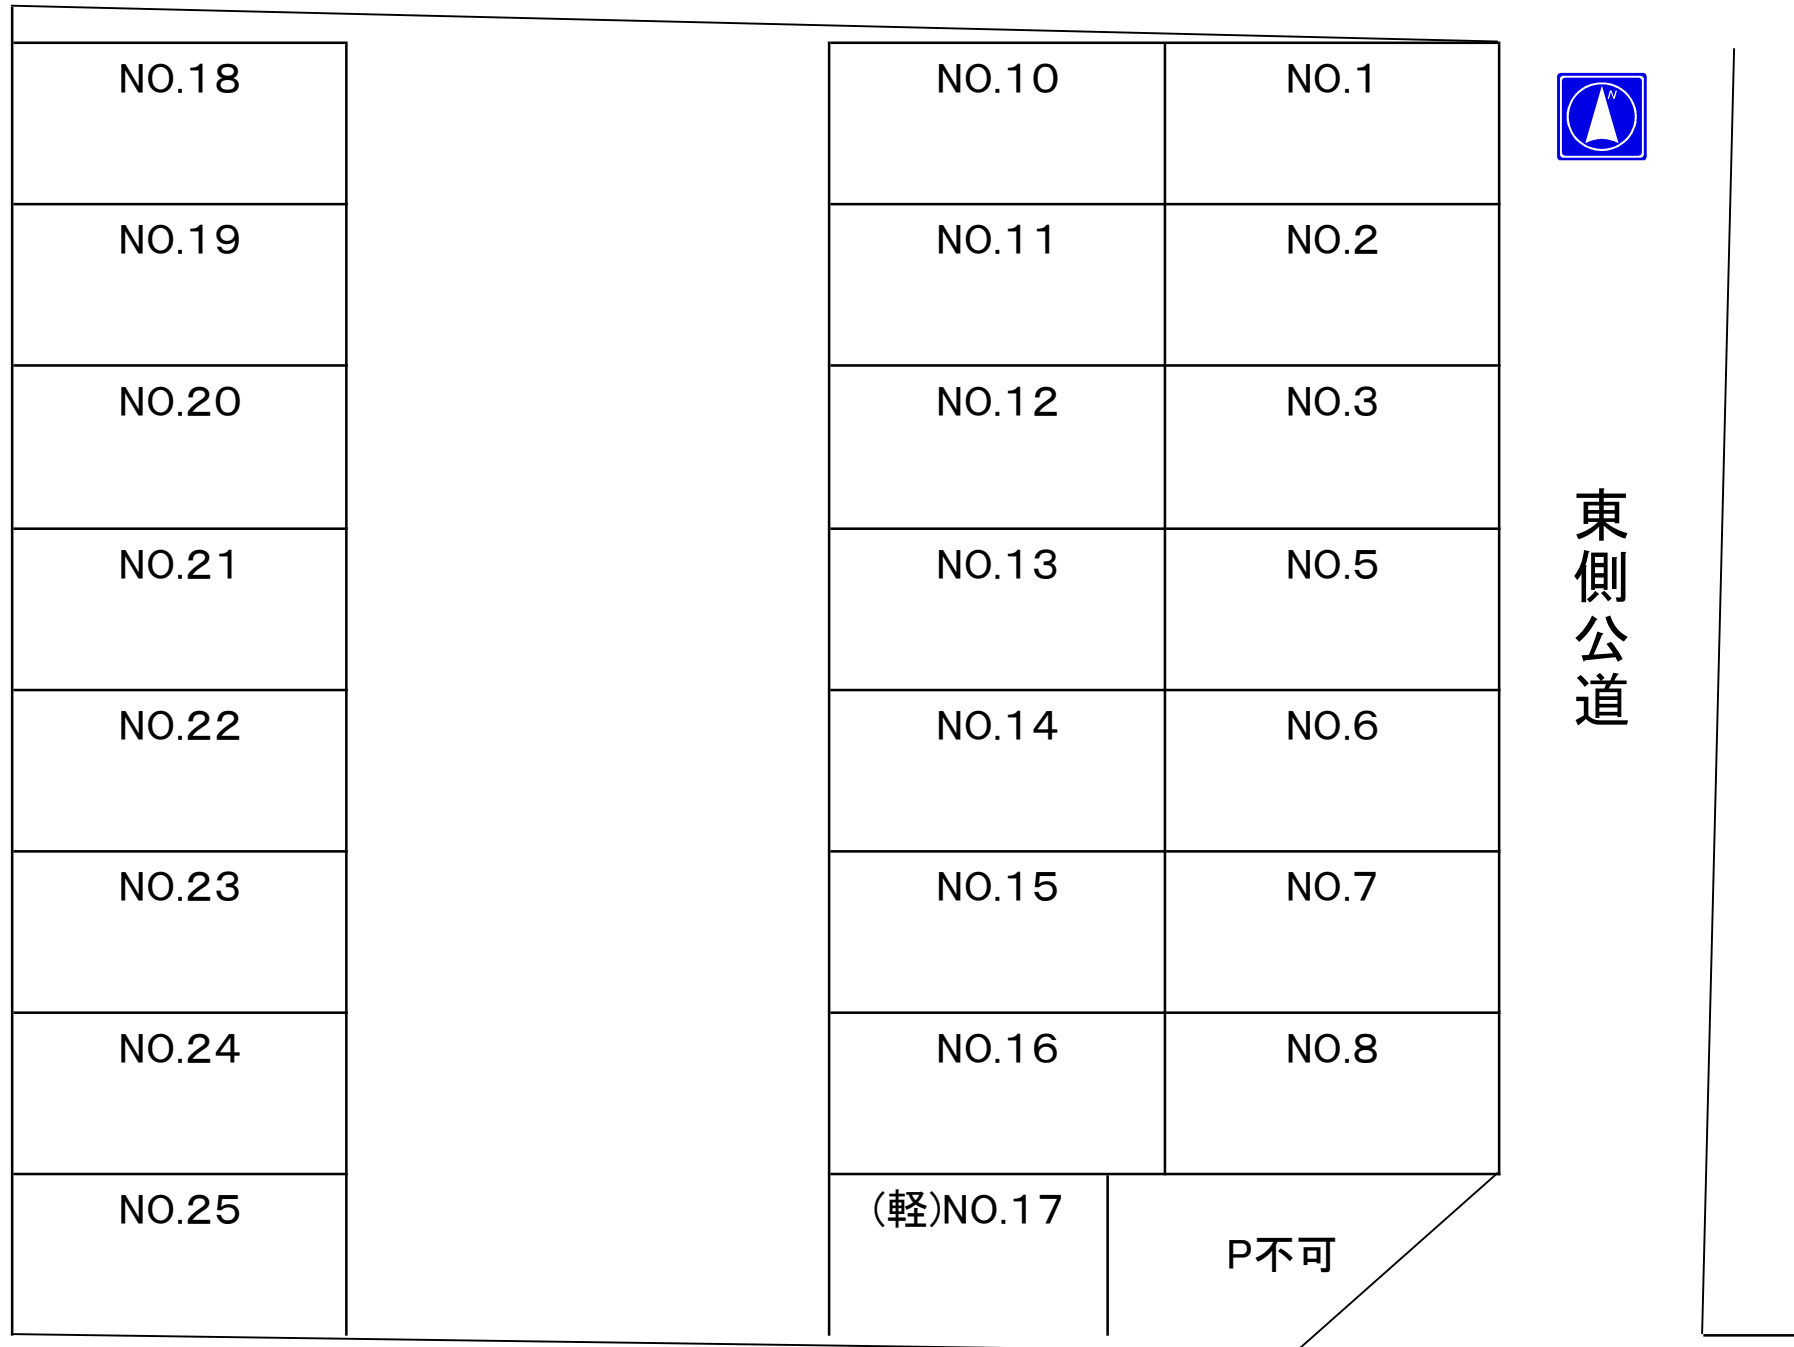 NO.18 NO.10 NO.1
N
NO.19 NO.11 NO.2
NO.20 NO.12 NO.3
NO.21 NO.13 NO.5
NO.22 NO.14 NO.6
NO.23 NO.15 NO.7
NO.24 NO.16 NO.8
NO.25 (軽)NO.17
P不可
東側公道